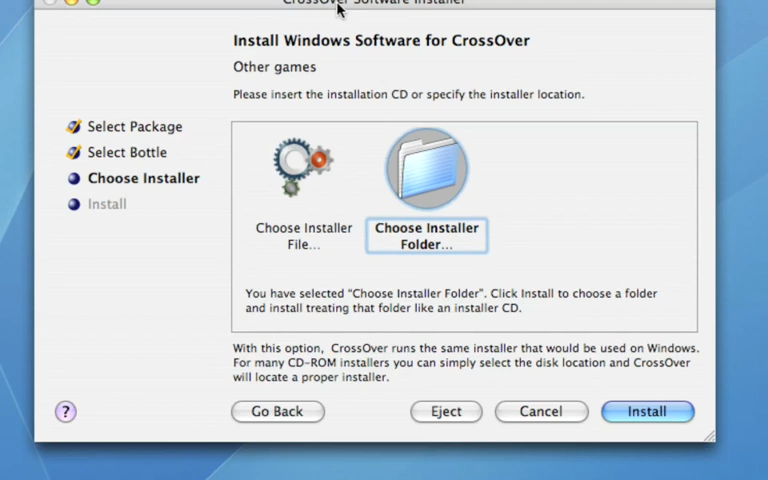 CrossOver Software Installer
Install Windows Software for CrossOver
Other games
Please insert the installation CD or specify the installer location.
Select Package
Select Bottle
Choose Installer
Install
Choose Installer
File...
Choose Installer
Folder...
You have selected “Choose Installer Folder”. Click Install to choose a folder
and install treating that folder like an installer CD.
With this option,  CrossOver runs the same installer that would be used on Windows.
For many CD-ROM installers you can simply select the disk location and CrossOver
will locate a proper installer.
?
Go Back
Eject
Cancel
Install